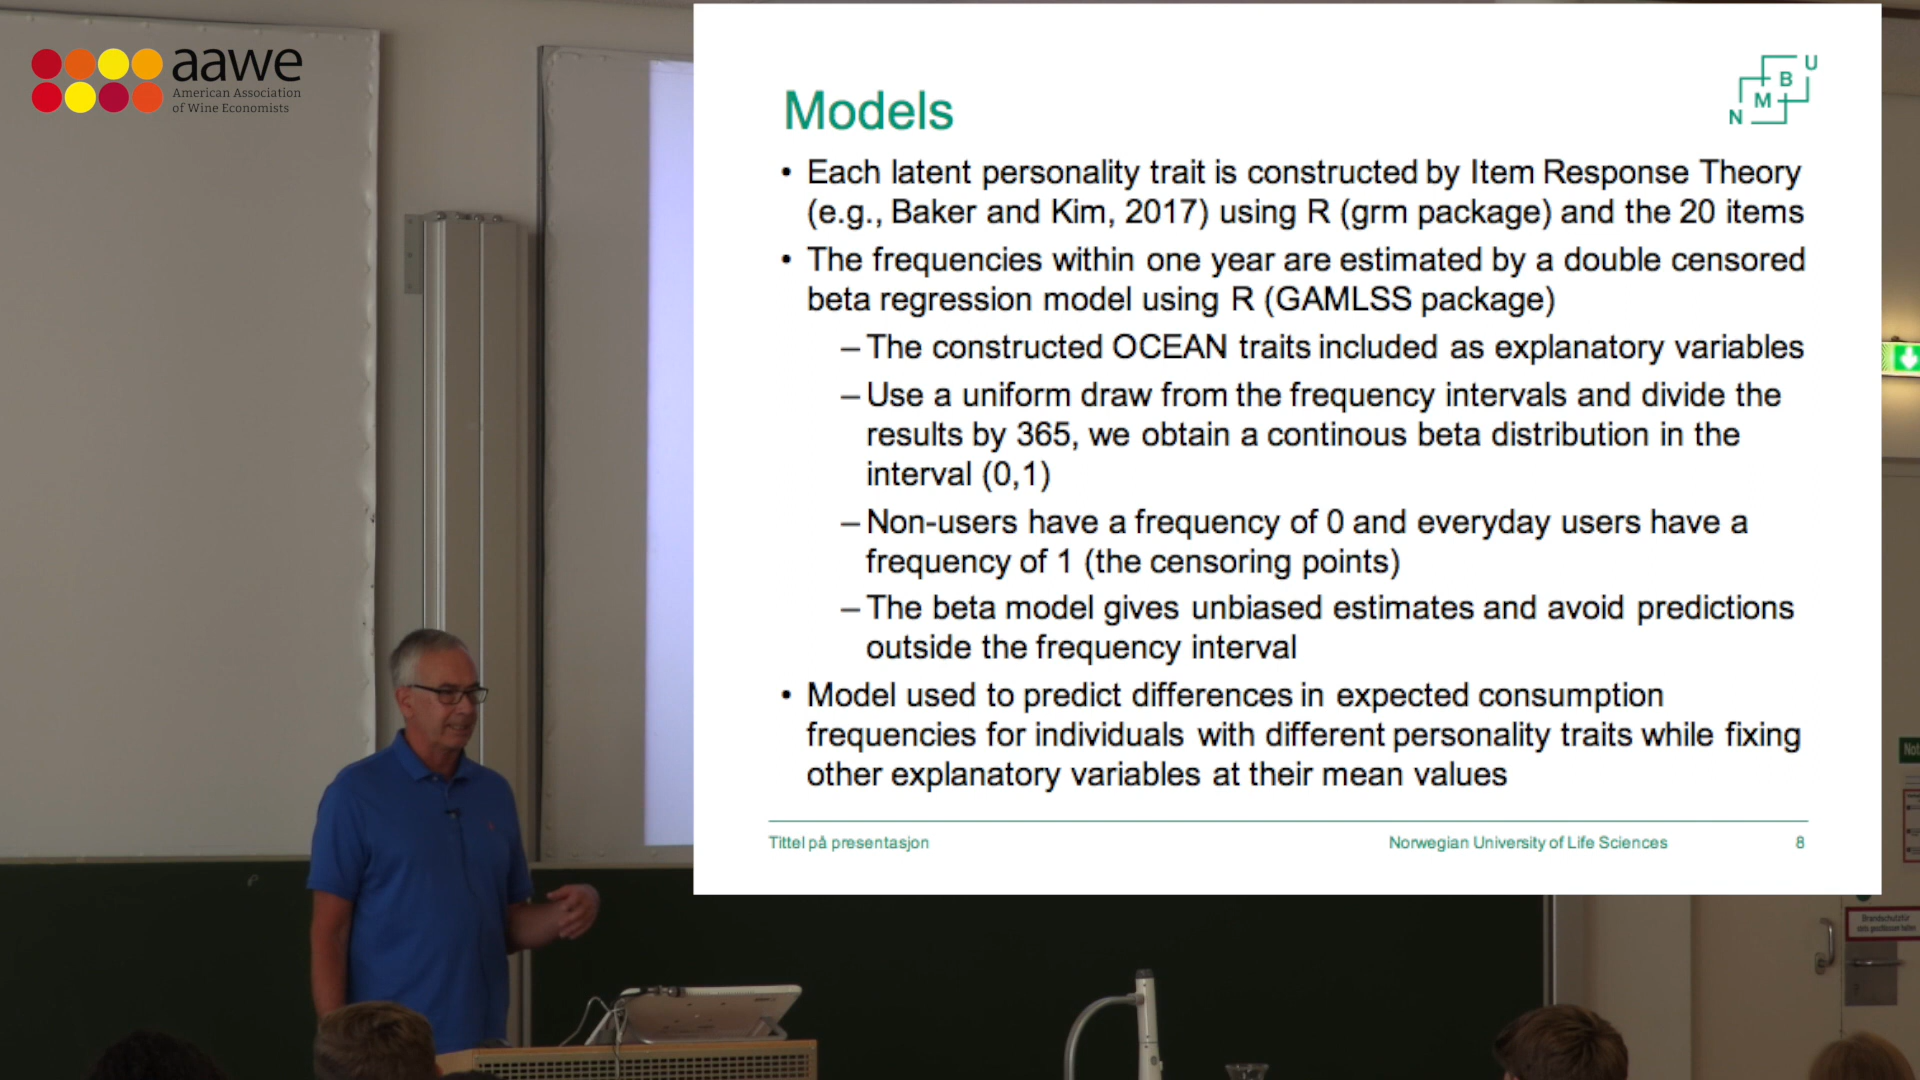 aawe
American Association
of Wine Economists
N M B U
Models
• Each latent personality trait is constructed by Item Response Theory
(e.g., Baker and Kim, 2017) using R (grm package) and the 20 items
• The frequencies within one year are estimated by a double censored
beta regression model using R (GAMLSS package)
– The constructed OCEAN traits included as explanatory variables
– Use a uniform draw from the frequency intervals and divide the
results by 365, we obtain a continous beta distribution in the
interval (0,1)
– Non-users have a frequency of 0 and everyday users have a
frequency of 1 (the censoring points)
– The beta model gives unbiased estimates and avoid predictions
outside the frequency interval
• Model used to predict differences in expected consumption
frequencies for individuals with different personality traits while fixing
other explanatory variables at their mean values
Tittel på presentasjon
Norwegian University of Life Sciences
8
Not
Brandschutztür